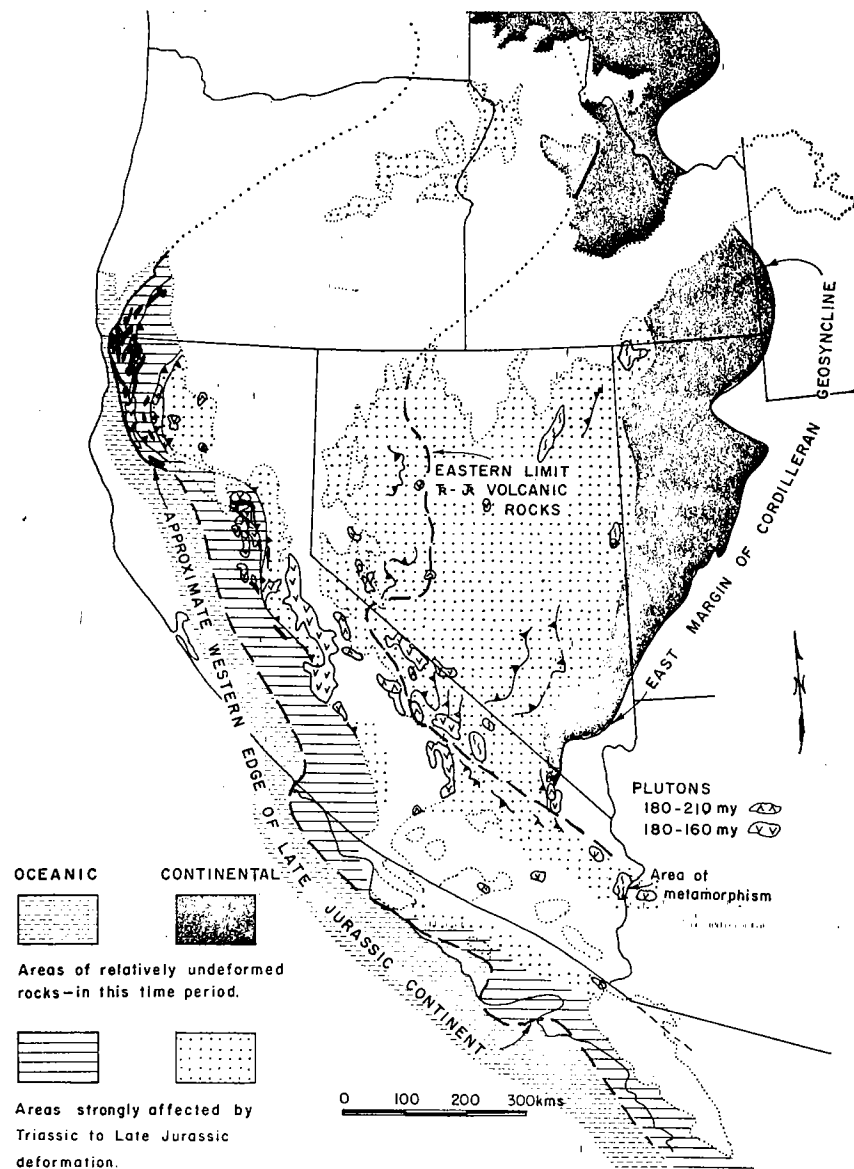 GEOSYNCLINE
EASTERN LIMIT
TR - JR VOLCANIC
ROCKS
EAST MARGIN OF CORDILLERAN
APPROXIMATE WESTERN EDGE OF LATE JURASSIC CONTINENT
N
PLUTONS
180-210 my
180-160 my
Area of
metamorphism
OCEANIC
CONTINENTAL
Areas of relatively undeformed
rocks—in this time period.
Areas strongly affected by
Triassic to Late Jurassic
deformation.
0 100 200 300kms